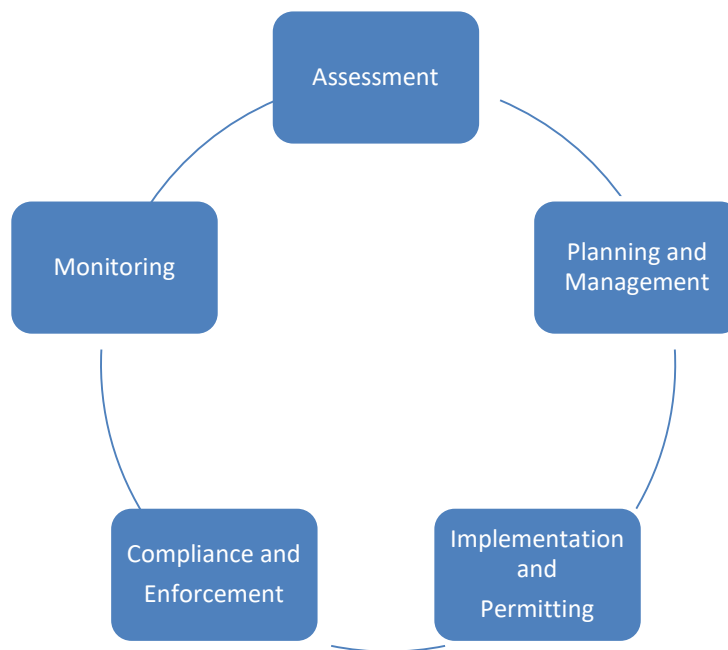 Assessment
Planning and
Management
Implementation
and
Permitting
Compliance and
Enforcement
Monitoring